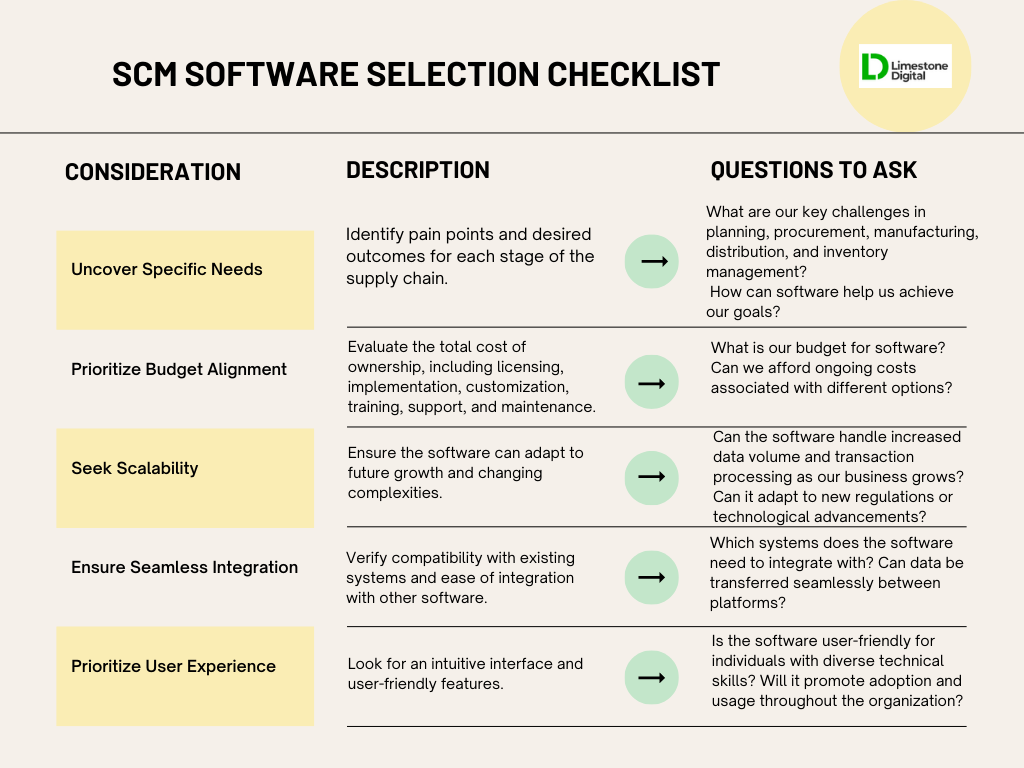 SCM SOFTWARE SELECTION CHECKLIST
Limestone
Digital
CONSIDERATION
DESCRIPTION
QUESTIONS TO ASK
Uncover Specific Needs
Identify pain points and desired
outcomes for each stage of the
supply chain.
What are our key challenges in
planning, procurement, manufacturing,
distribution, and inventory
management?
How can software help us achieve
our goals?
Prioritize Budget Alignment
Evaluate the total cost of
ownership, including licensing,
implementation, customization,
training, support, and maintenance.
What is our budget for software?
Can we afford ongoing costs
associated with different options?
Seek Scalability
Ensure the software can adapt to
future growth and changing
complexities.
Can the software handle increased
data volume and transaction
processing as our business grows?
Can it adapt to new regulations or
technological advancements?
Ensure Seamless Integration
Verify compatibility with existing
systems and ease of integration
with other software.
Which systems does the software
need to integrate with? Can data be
transferred seamlessly between
platforms?
Prioritize User Experience
Look for an intuitive interface and
user-friendly features.
Is the software user-friendly for
individuals with diverse technical
skills? Will it promote adoption and
usage throughout the organization?